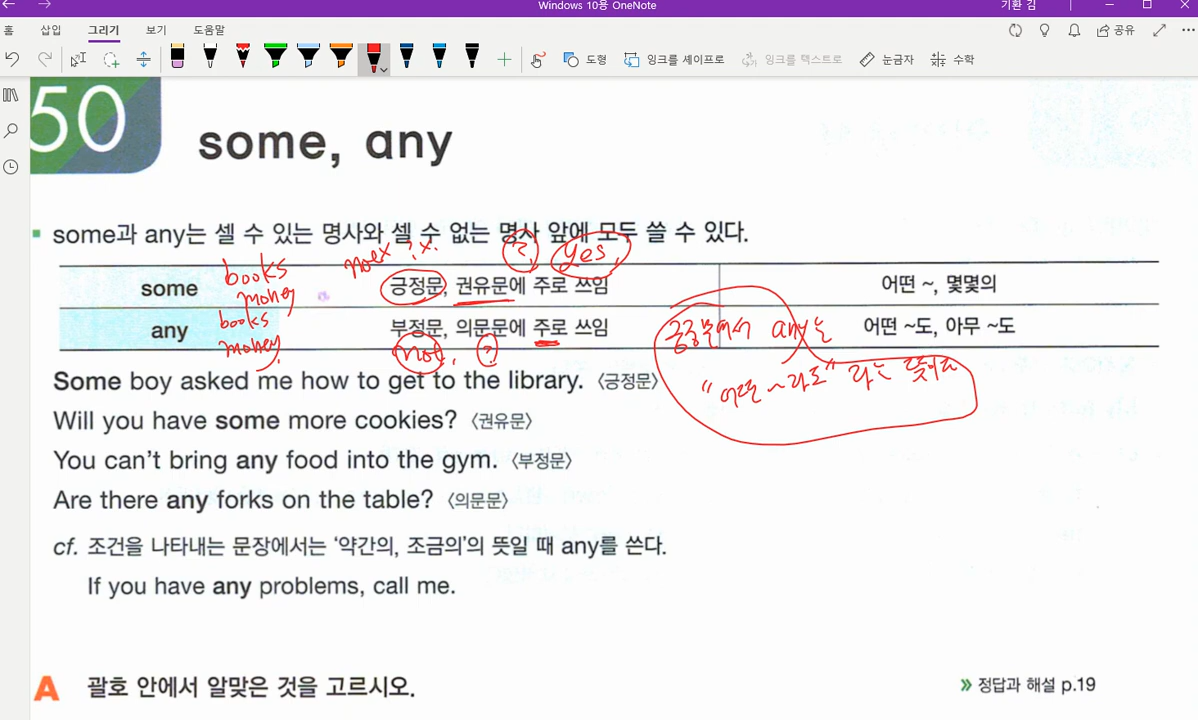 Windows 10용 OneNote
기환 김
홈 삽입 그리기 보기 도움말
공유
도형 잉크를 셰이프로 잉크를 텍스트로 눈금자 수학
50
some, any
some과 any는 셀 수 있는 명사와 셀 수 없는 명사 앞에 모두 쓸 수 있다.
not x ? x. ? yes
books
money
some 긍정문, 권유문에 주로 쓰임 어떤 ~, 몇몇의
books
money
any 부정문, 의문문에 주로 쓰임 어떤 ~도, 아무 ~도
not, ?
긍정문에서 any는
"어떤 ~라도" 라는 뜻이고
Some boy asked me how to get to the library. 〈긍정문〉
Will you have some more cookies? 〈권유문〉
You can't bring any food into the gym. 〈부정문〉
Are there any forks on the table? 〈의문문〉
cf. 조건을 나타내는 문장에서는 '약간의, 조금의'의 뜻일 때 any를 쓴다.
If you have any problems, call me.
A 괄호 안에서 알맞은 것을 고르시오.
» 정답과 해설 p.19